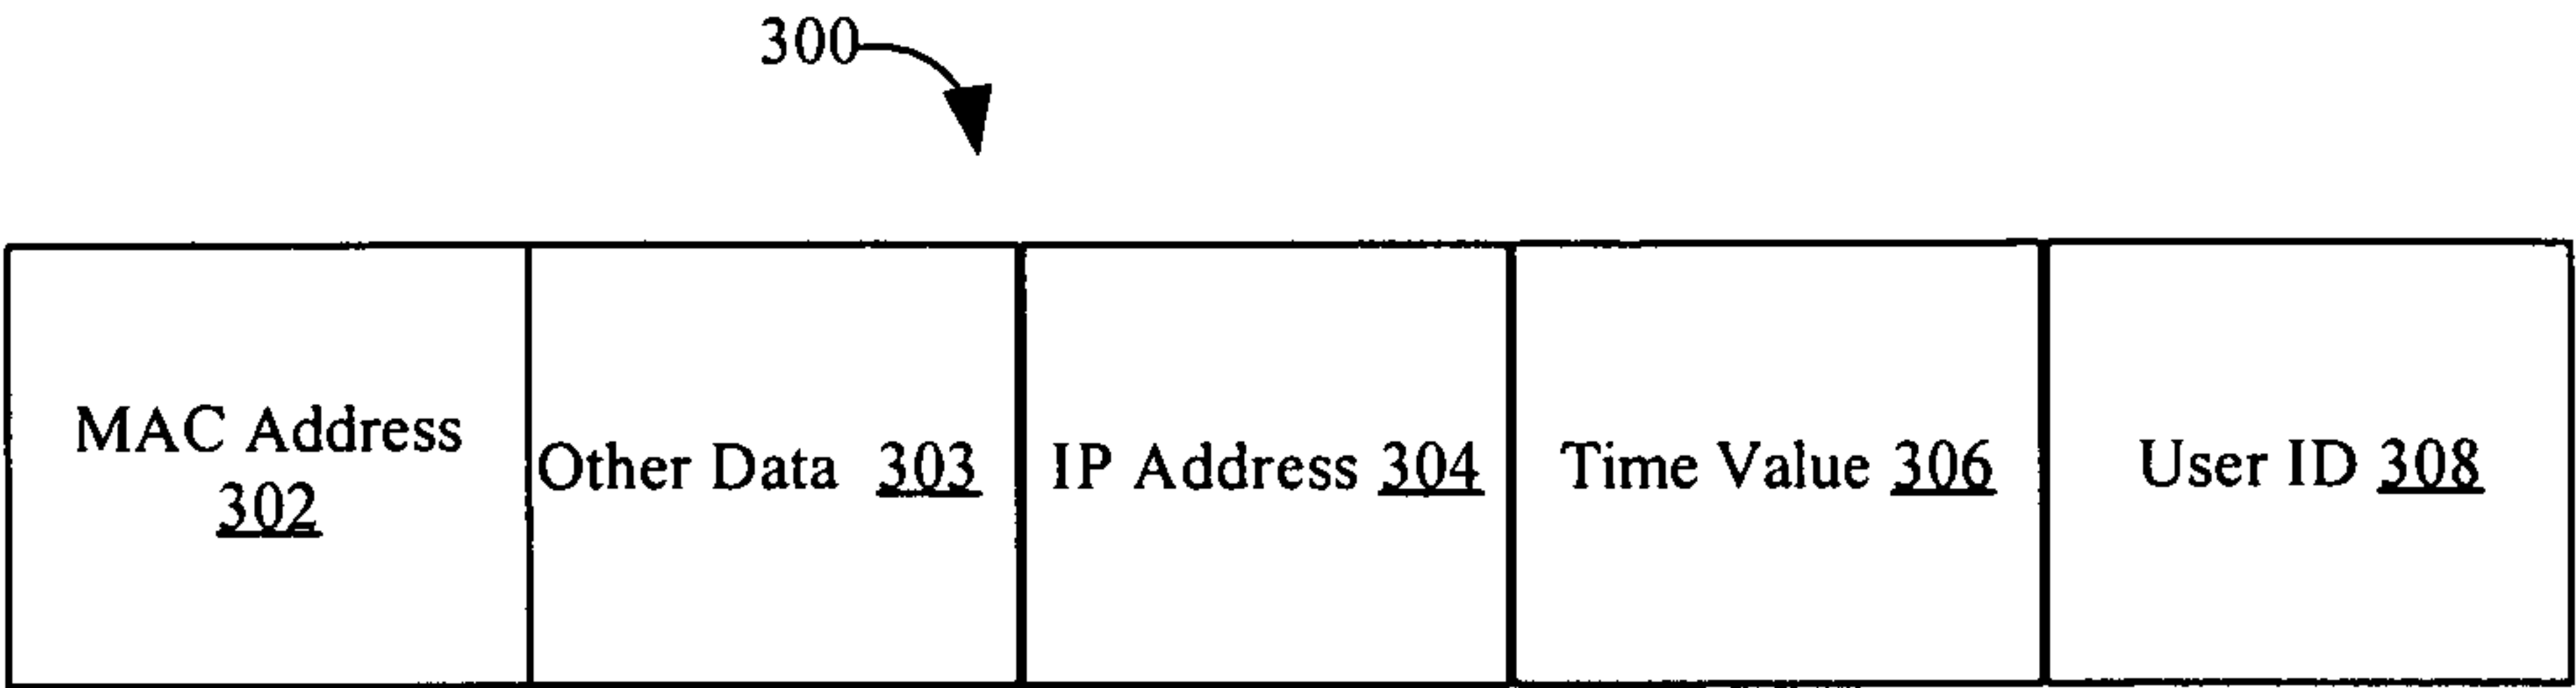 300
MAC Address
302
Other Data 303
IP Address 304
Time Value 306
User ID 308